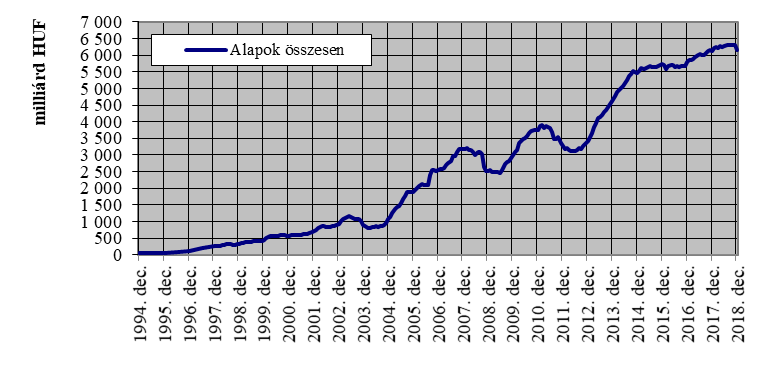 milliárd HUF
7 000
6 500
6 000
5 500
5 000
4 500
4 000
3 500
3 000
2 500
2 000
1 500
1 000
500
0
Alapok összesen
1994. dec.
1995. dec.
1996. dec.
1997. dec.
1998. dec.
1999. dec.
2000. dec.
2001. dec.
2002. dec.
2003. dec.
2004. dec.
2005. dec.
2006. dec.
2007. dec.
2008. dec.
2009. dec.
2010. dec.
2011. dec.
2012. dec.
2013. dec.
2014. dec.
2015. dec.
2016. dec.
2017. dec.
2018. dec.